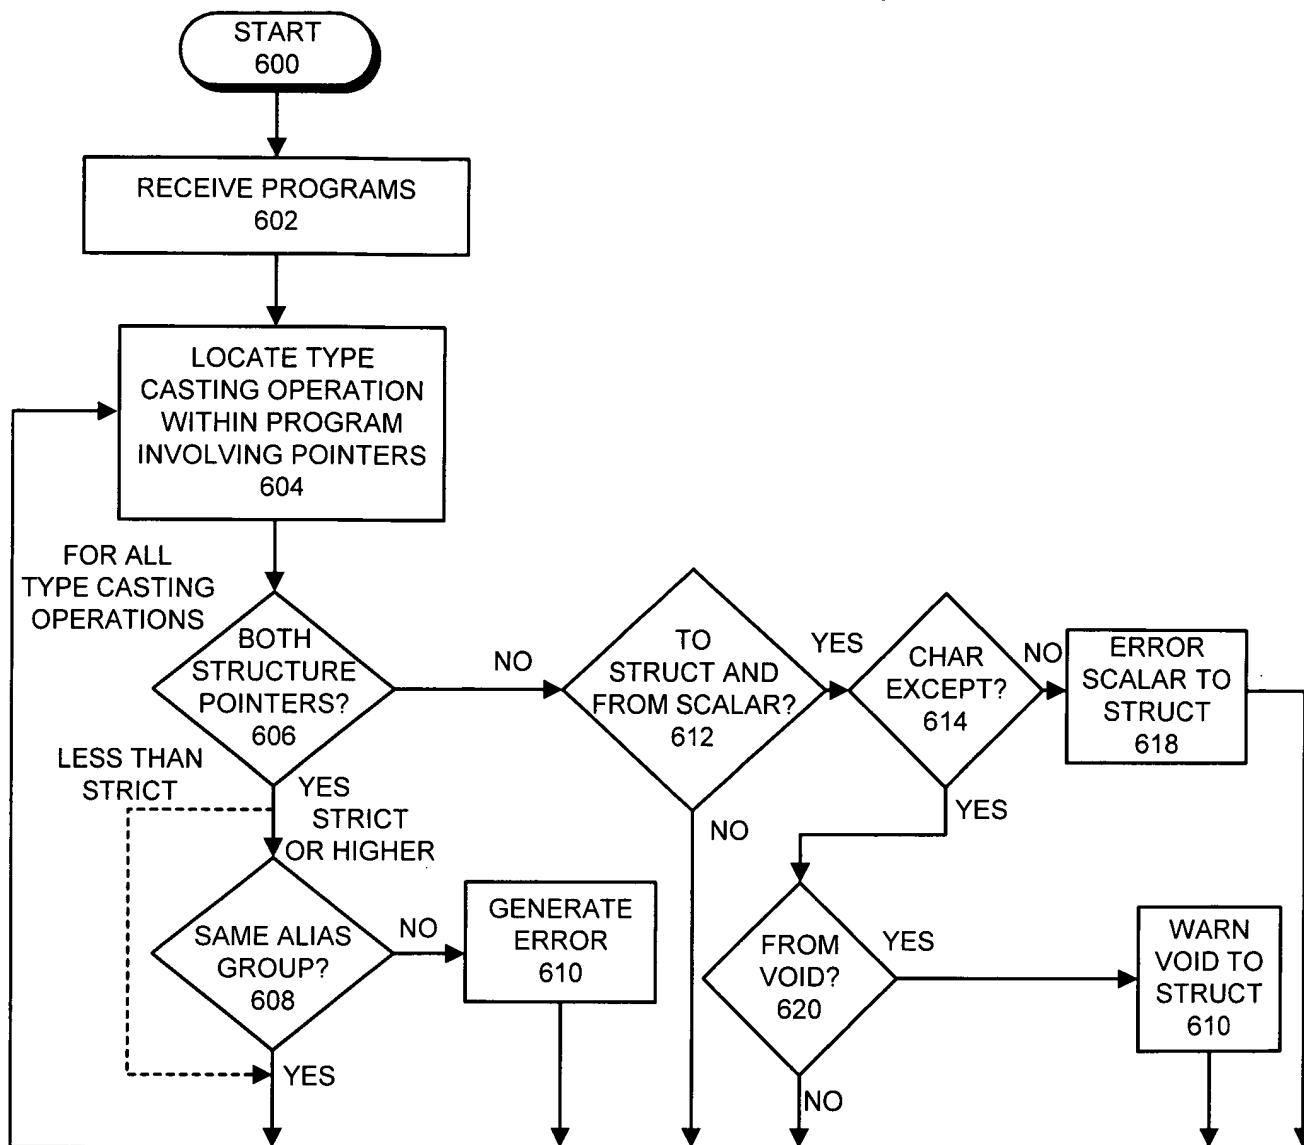 START
600
RECEIVE PROGRAMS
602
LOCATE TYPE
CASTING OPERATION
WITHIN PROGRAM
INVOLVING POINTERS
604
FOR ALL
TYPE CASTING
OPERATIONS
BOTH
STRUCTURE
POINTERS?
606
NO
TO
STRUCT AND
FROM SCALAR?
612
YES
CHAR
EXCEPT?
614
NO
ERROR
SCALAR TO
STRUCT
618
LESS THAN
STRICT
YES
STRICT
OR HIGHER
NO
YES
SAME ALIAS
GROUP?
608
NO
GENERATE
ERROR
610
FROM
VOID?
620
YES
WARN
VOID TO
STRUCT
610
YES
NO